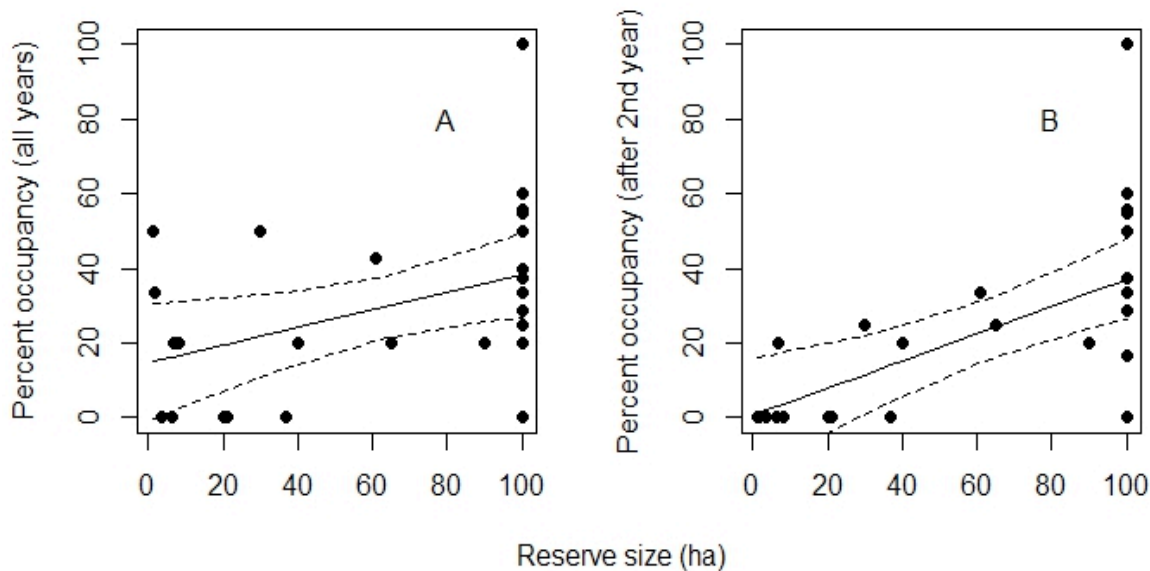 Percent occupancy (all years)
100
80
60
40
20
0
A
0 20 40 60 80 100
Percent occupancy (after 2nd year)
100
80
60
40
20
0
B
0 20 40 60 80 100
Reserve size (ha)